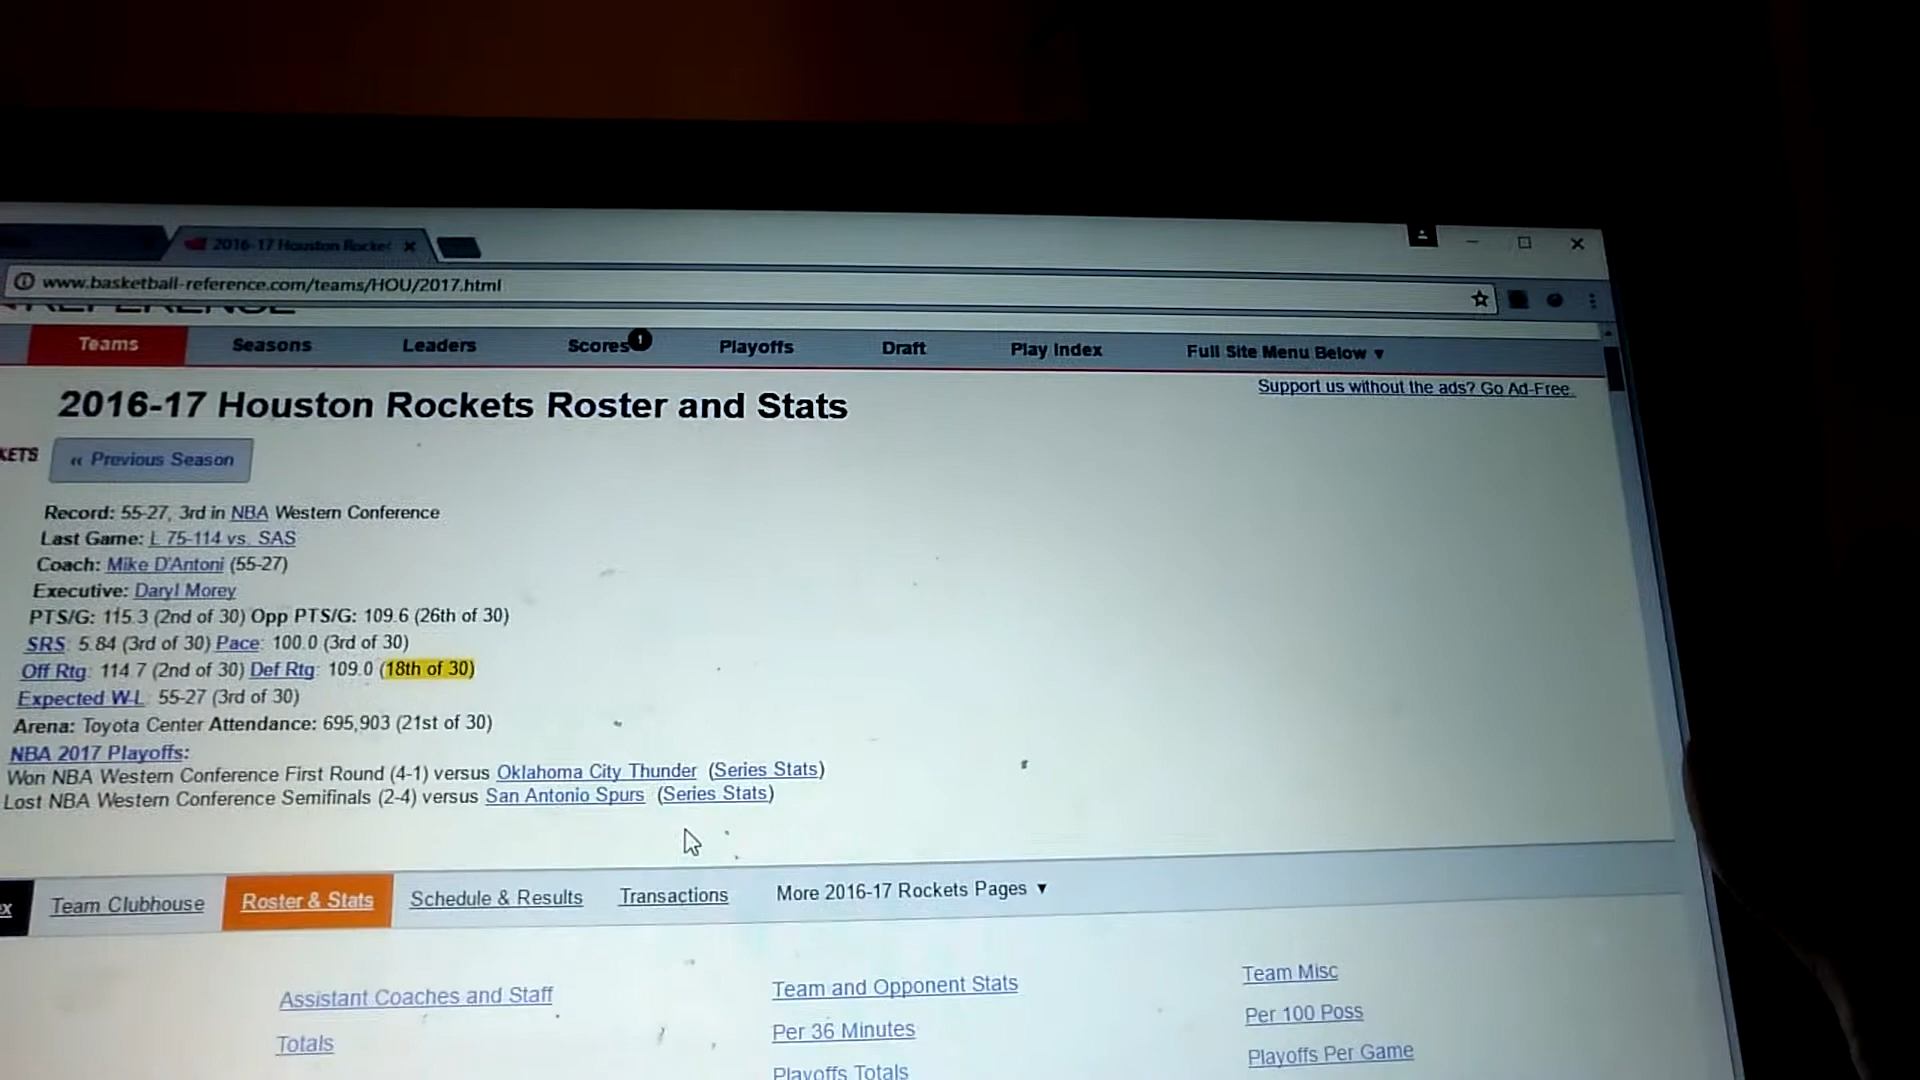 2016-17 Houston Rocket
www.basketball-reference.com/teams/HOU/2017.html
REFERENCE
Teams Seasons Leaders Scores 1 Playoffs Draft Play Index Full Site Menu Below ▼
Support us without the ads? Go Ad-Free.
2016-17 Houston Rockets Roster and Stats
KETS
« Previous Season
Record: 55-27, 3rd in NBA Western Conference
Last Game: L 75-114 vs. SAS
Coach: Mike D'Antoni (55-27)
Executive: Daryl Morey
PTS/G: 115.3 (2nd of 30) Opp PTS/G: 109.6 (26th of 30)
SRS: 5.84 (3rd of 30) Pace: 100.0 (3rd of 30)
Off Rtg: 114.7 (2nd of 30) Def Rtg: 109.0 (18th of 30)
Expected W-L: 55-27 (3rd of 30)
Arena: Toyota Center Attendance: 695,903 (21st of 30)
NBA 2017 Playoffs:
Won NBA Western Conference First Round (4-1) versus Oklahoma City Thunder (Series Stats)
Lost NBA Western Conference Semifinals (2-4) versus San Antonio Spurs (Series Stats)
ex Team Clubhouse Roster & Stats Schedule & Results Transactions More 2016-17 Rockets Pages ▼
Assistant Coaches and Staff Team and Opponent Stats Team Misc
Totals Per 36 Minutes Per 100 Poss
Playoffs Totals Playoffs Per Game